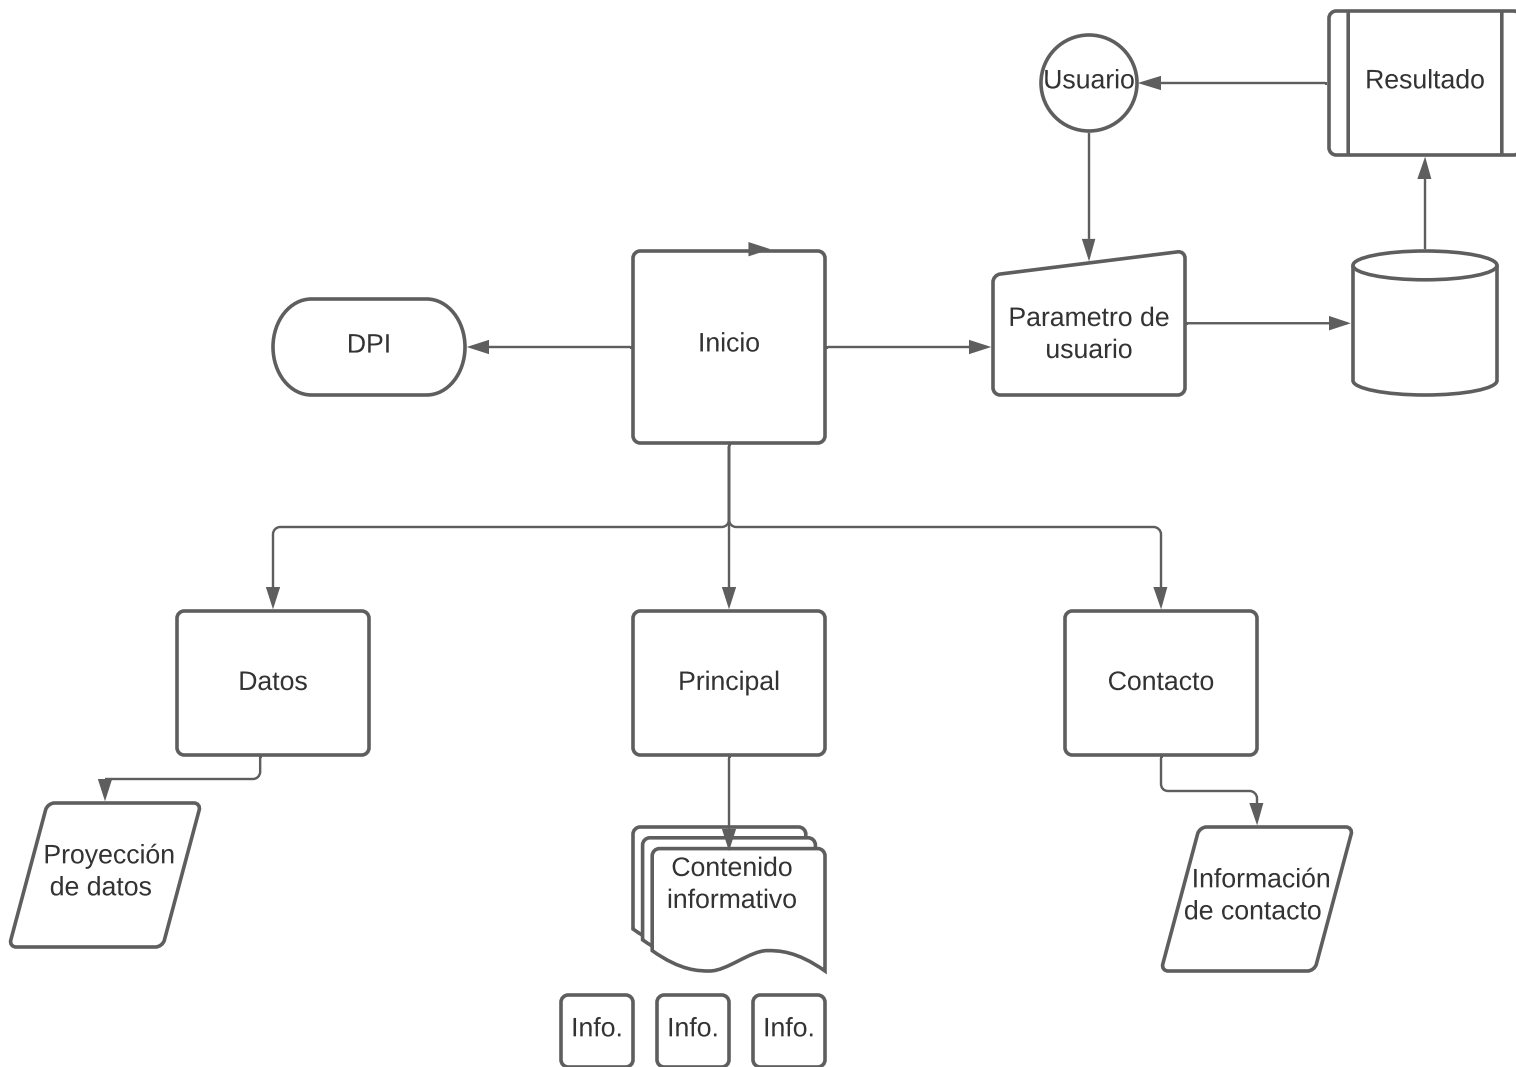 Usuario
Resultado
DPI
Inicio
Parametro de
usuario
Datos
Principal
Contacto
Proyección
de datos
Contenido
informativo
Información
de contacto
Info.
Info.
Info.